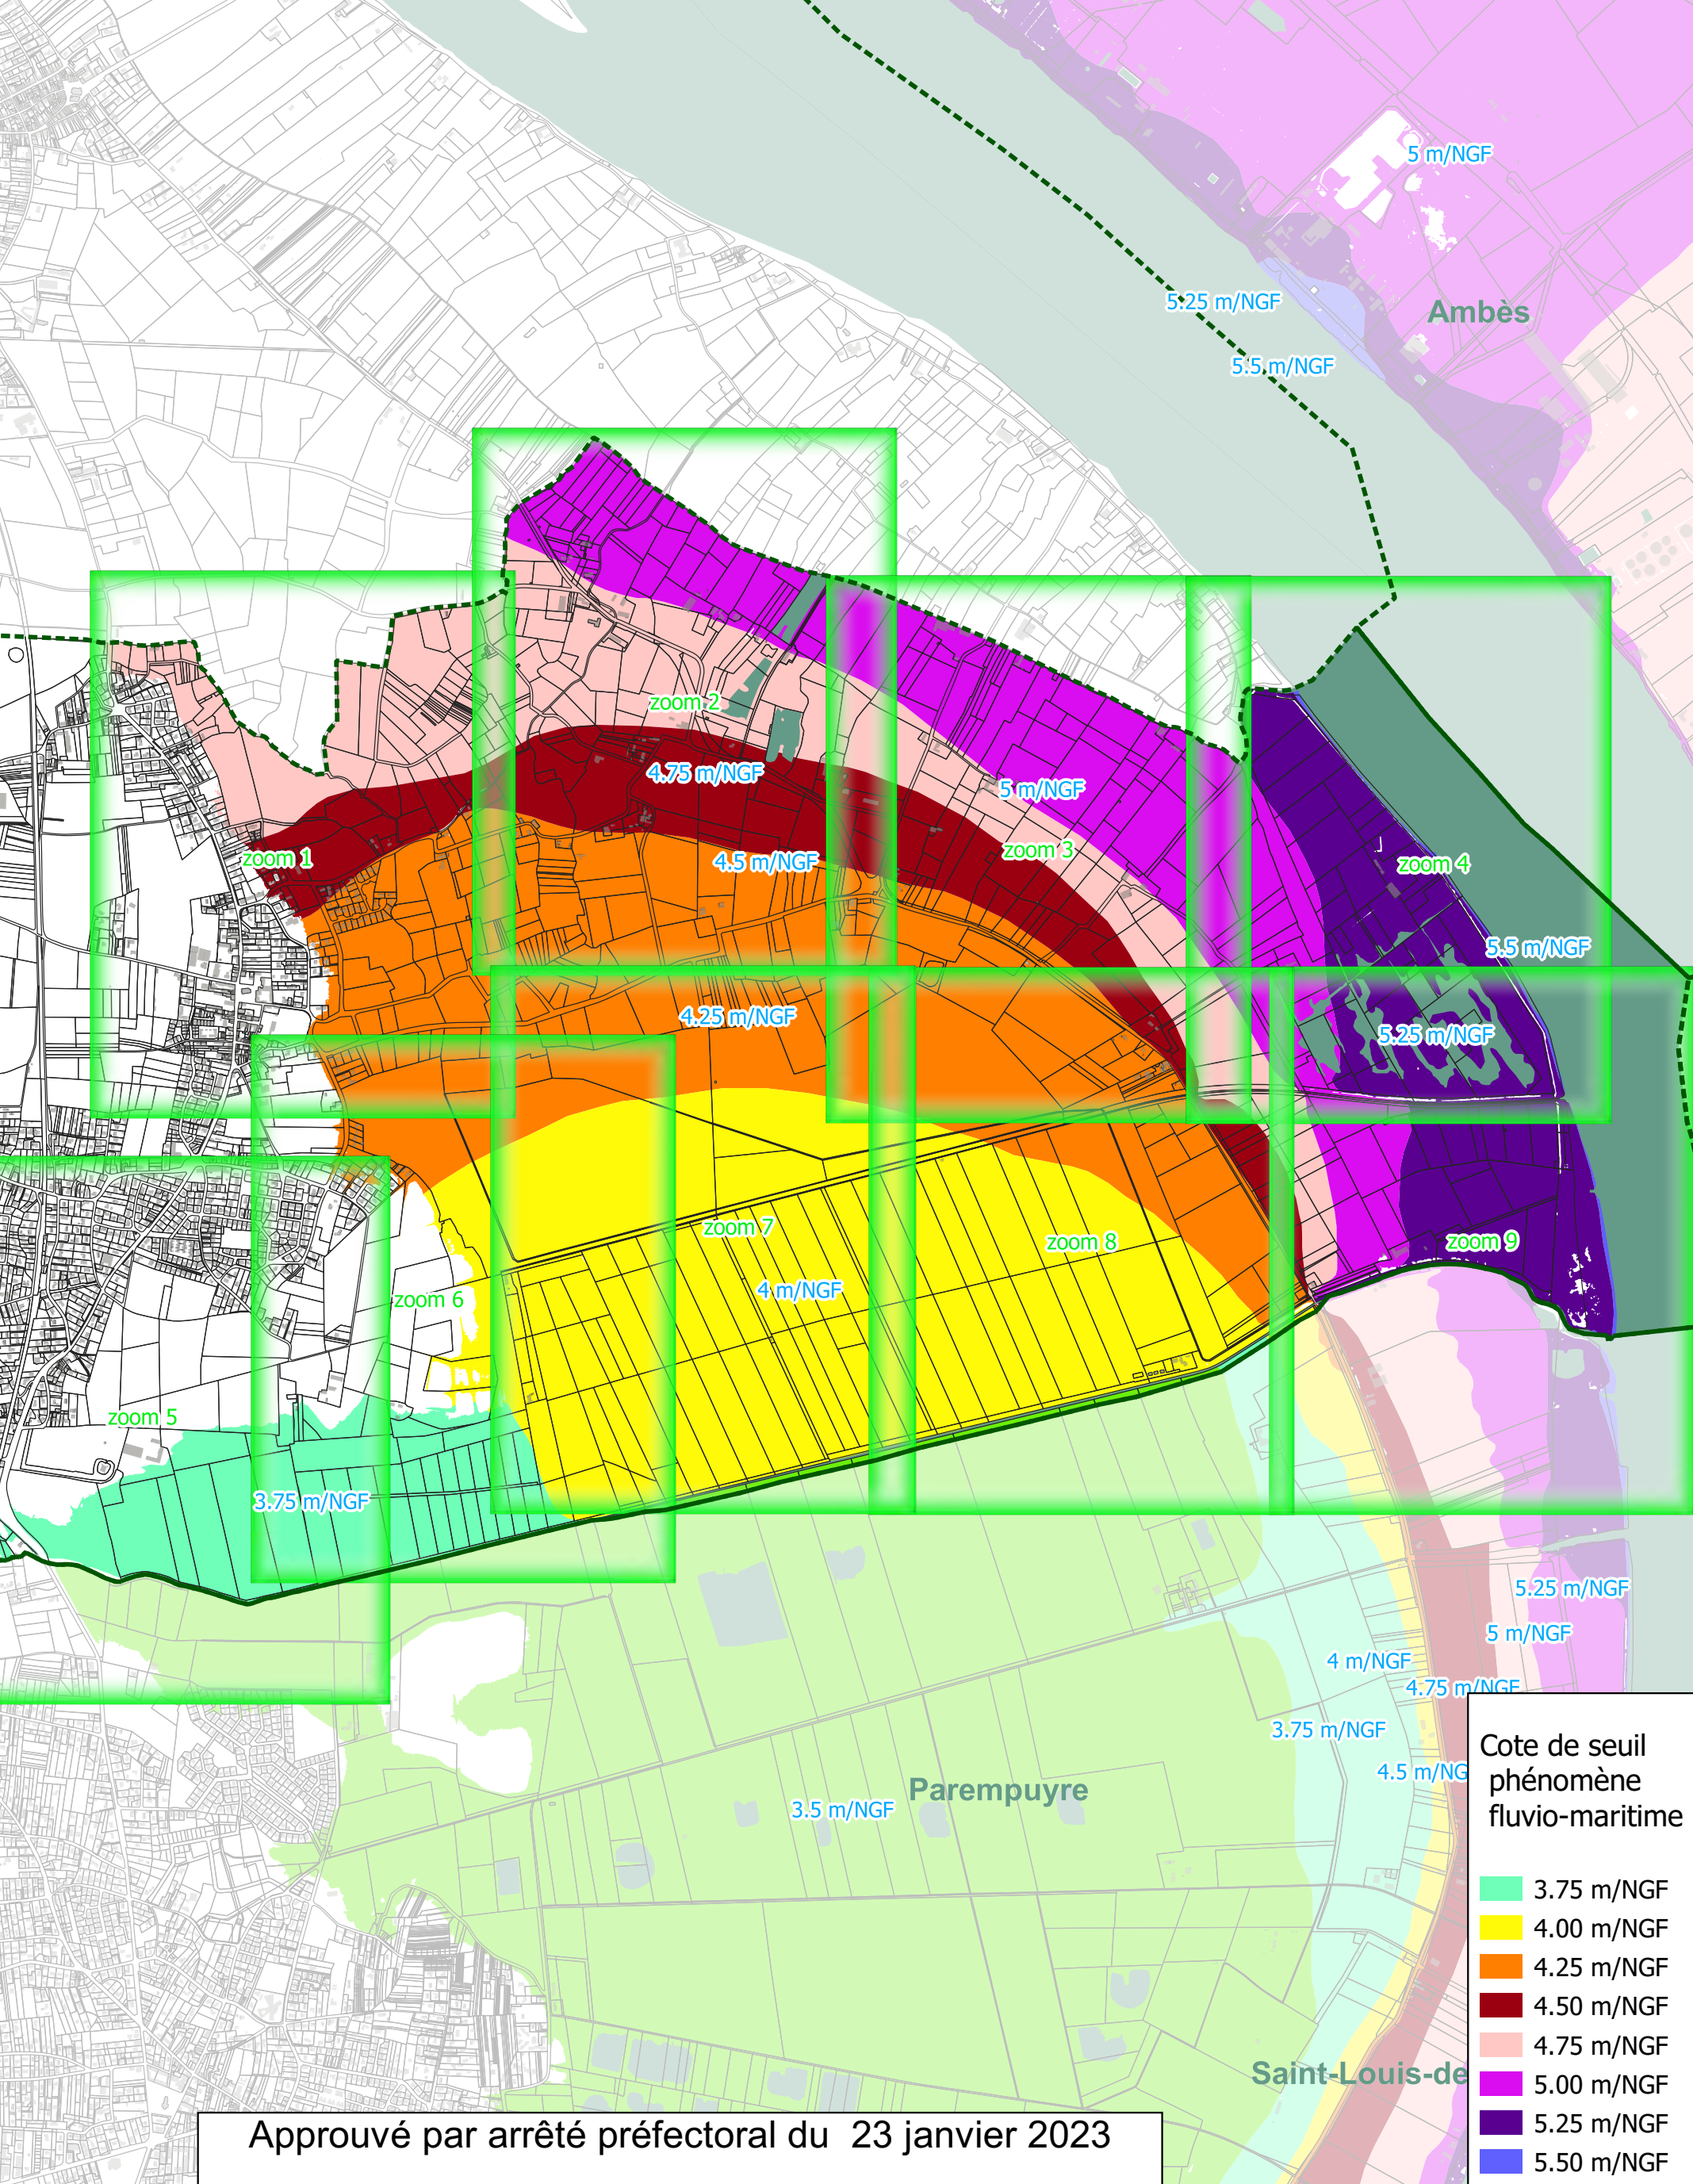 5 m/NGF
5.25 m/NGF
Ambès
5.5 m/NGF
zoom 2
4.75 m/NGF
5 m/NGF
zoom 1
4.5 m/NGF
zoom 3
zoom 4
5.5 m/NGF
4.25 m/NGF
5.25 m/NGF
zoom 7
zoom 8
zoom 9
4 m/NGF
zoom 6
zoom 5
3.75 m/NGF
5.25 m/NGF
5 m/NGF
4 m/NGF
4.75 m/NGF
3.75 m/NGF
4.5 m/NG
Parempuyre
3.5 m/NGF
Saint-Louis-de
Cote de seuil
phénomène
fluvio-maritime
3.75 m/NGF
4.00 m/NGF
4.25 m/NGF
4.50 m/NGF
4.75 m/NGF
5.00 m/NGF
5.25 m/NGF
5.50 m/NGF
Approuvé par arrêté préfectoral du 23 janvier 2023